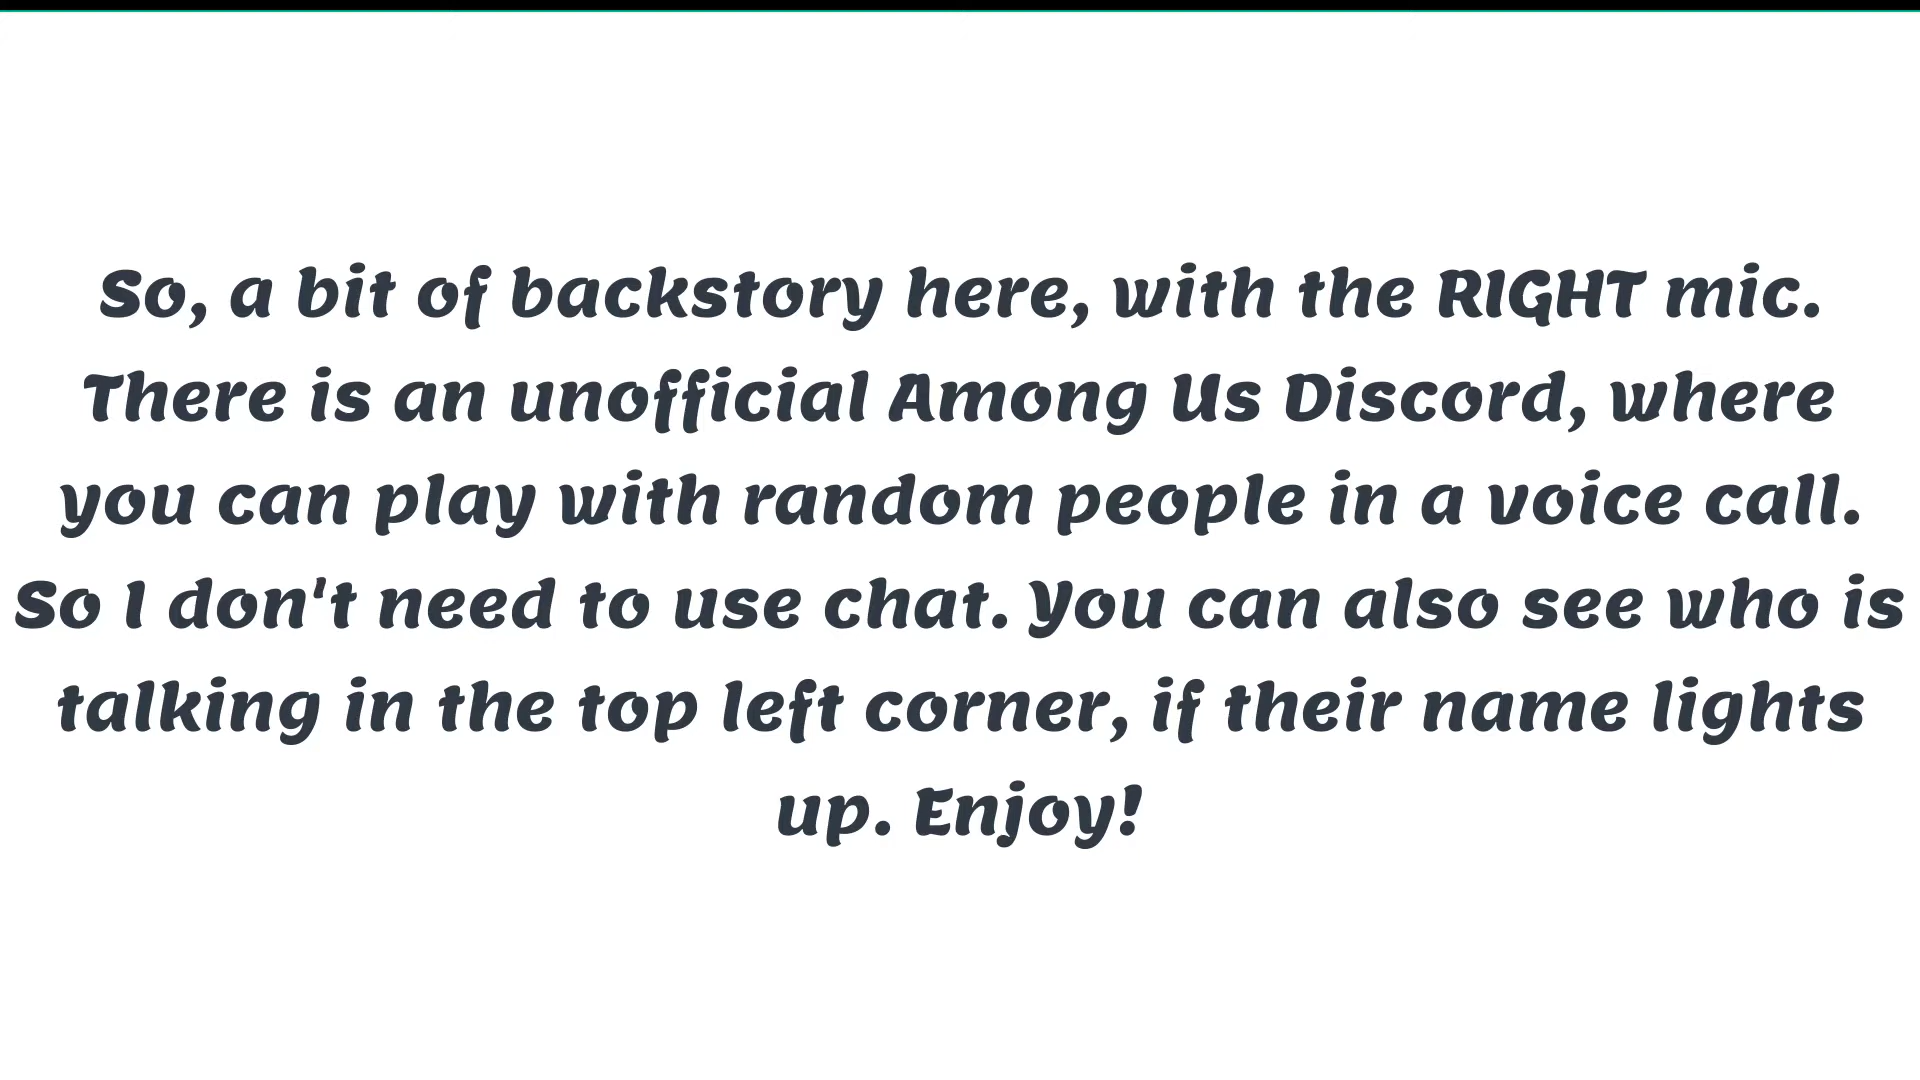 So, a bit of backstory here, with the RIGHT mic.
There is an unofficial Among Us Discord, where
you can play with random people in a voice call.
So I don't need to use chat. You can also see who is
talking in the top left corner, if their name lights
up. Enjoy!